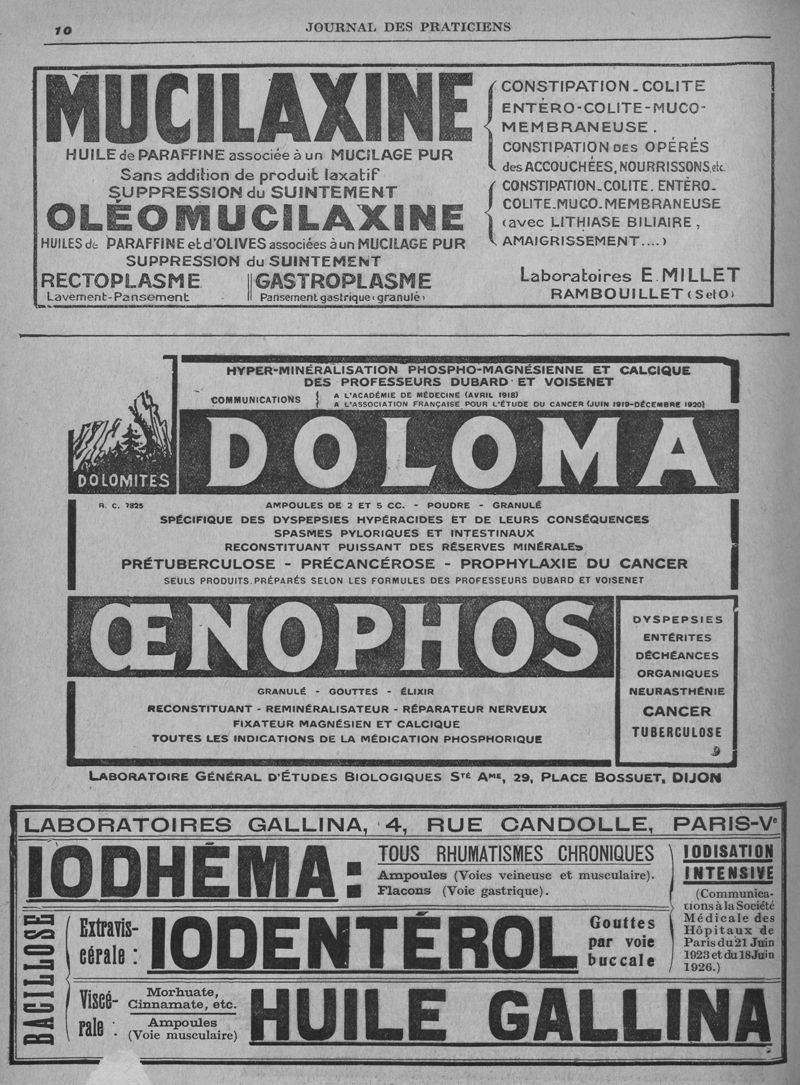 10
JOURNAL DES PRATICIENS
MUCILAXINE
HUILE de PARAFFINE associée à un MUCILAGE PUR
Sans addition de produit laxatif
SUPPRESSION du SUINTEMENT
CONSTIPATION-COLITE
ENTÉRO-COLITE-MUCO-
MEMBRANEUSE.
CONSTIPATION DES OPÉRÉS
des ACCOUCHÉES, NOURRISSONS, etc.
OLÉOMUCILAXINE
HUILES de PARAFFINE et d'OLIVES associées à un MUCILAGE PUR
SUPPRESSION du SUINTEMENT
CONSTIPATION-COLITE. ENTÉRO-
COLITE-MUCO-MEMBRANEUSE
(avec LITHIASE BILIAIRE,
AMAIGRISSEMENT....)
RECTOPLASME
Lavement-Pansement
GASTROPLASME
Pansement gastrique (granulé)
Laboratoires E. MILLET
RAMBOUILLET (S et O)
HYPER-MINÉRALISATION PHOSPHO-MAGNÉSIENNE ET CALCIQUE
DES PROFESSEURS DUBARD ET VOISENET
COMMUNICATIONS
A L'ACADÉMIE DE MÉDECINE (AVRIL 1918)
A L'ASSOCIATION FRANÇAISE POUR L'ÉTUDE DU CANCER (JUIN 1919-DÉCEMBRE 1920)
DOLOMITES
DOLOMA
R. C. 7825
AMPOULES DE 2 ET 5 CC. - POUDRE - GRANULÉ
SPÉCIFIQUE DES DYSPEPSIES HYPÉRACIDES ET DE LEURS CONSÉQUENCES
SPASMES PYLORIQUES ET INTESTINAUX
RECONSTITUANT PUISSANT DES RÉSERVES MINÉRALES
PRÉTUBERCULOSE - PRÉCANCÉROSE - PROPHYLAXIE DU CANCER
SEULS PRODUITS PRÉPARÉS SELON LES FORMULES DES PROFESSEURS DUBARD ET VOISENET
ŒNOPHOS
GRANULÉ - GOUTTES - ÉLIXIR
RECONSTITUANT - REMINÉRALISATEUR - RÉPARATEUR NERVEUX
FIXATEUR MAGNÉSIEN ET CALCIQUE
TOUTES LES INDICATIONS DE LA MÉDICATION PHOSPHORIQUE
DYSPEPSIES
ENTÉRITES
DÉCHÉANCES
ORGANIQUES
NEURASTHÉNIE
CANCER
TUBERCULOSE
LABORATOIRE GÉNÉRAL D'ÉTUDES BIOLOGIQUES STÉ AME, 29, PLACE BOSSUET, DIJON
LABORATOIRES GALLINA, 4, RUE CANDOLLE, PARIS-Ve
IODHÉMA:
TOUS RHUMATISMES CHRONIQUES
Ampoules (Voies veineuse et musculaire).
Flacons (Voie gastrique).
IODISATION
INTENSIVE
(Communica-
tions à la Société
Médicale des
Hôpitaux de
Paris du 21 Juin
1923 et du 18 Juin
1926.)
BACILLOSE
Extravis-
cérale :
IODENTÉROL
Gouttes
par voie
buccale
Viscé-
rale :
Morhuate,
Cinnamate, etc.
Ampoules
(Voie musculaire)
HUILE GALLINA